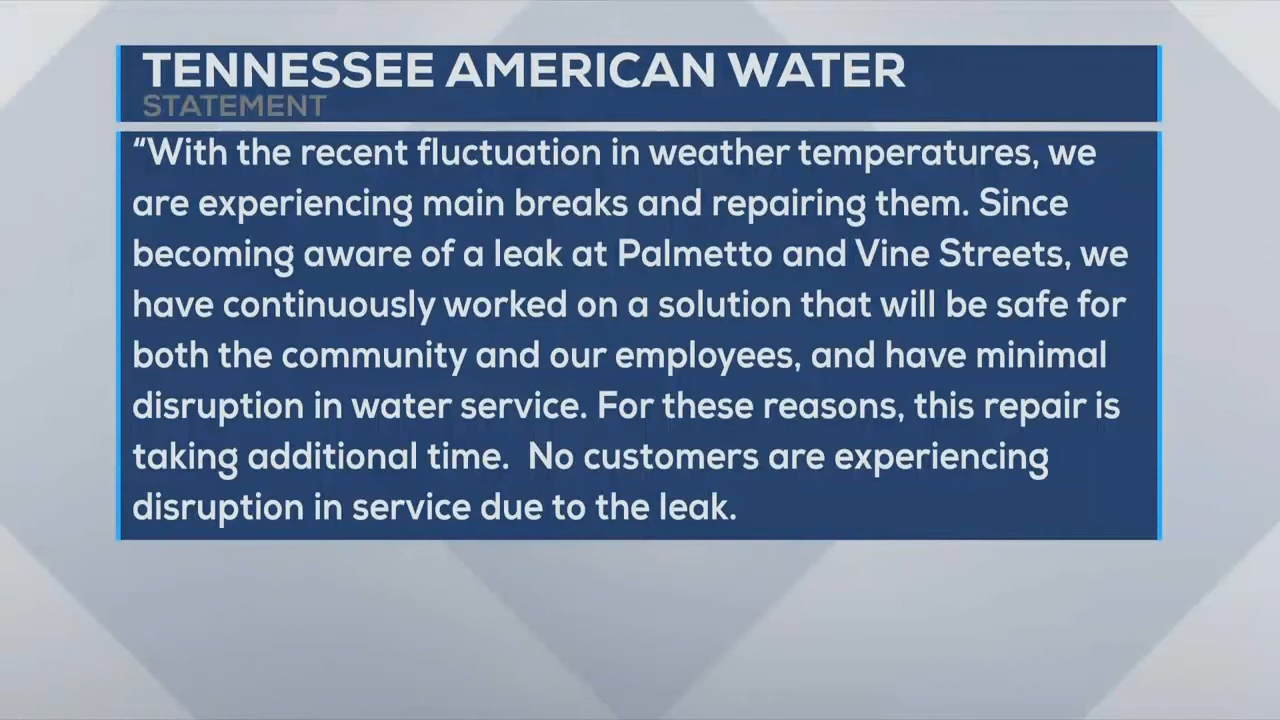 TENNESSEE AMERICAN WATER
STATEMENT
“With the recent fluctuation in weather temperatures, we
are experiencing main breaks and repairing them. Since
becoming aware of a leak at Palmetto and Vine Streets, we
have continuously worked on a solution that will be safe for
both the community and our employees, and have minimal
disruption in water service. For these reasons, this repair is
taking additional time.  No customers are experiencing
disruption in service due to the leak.